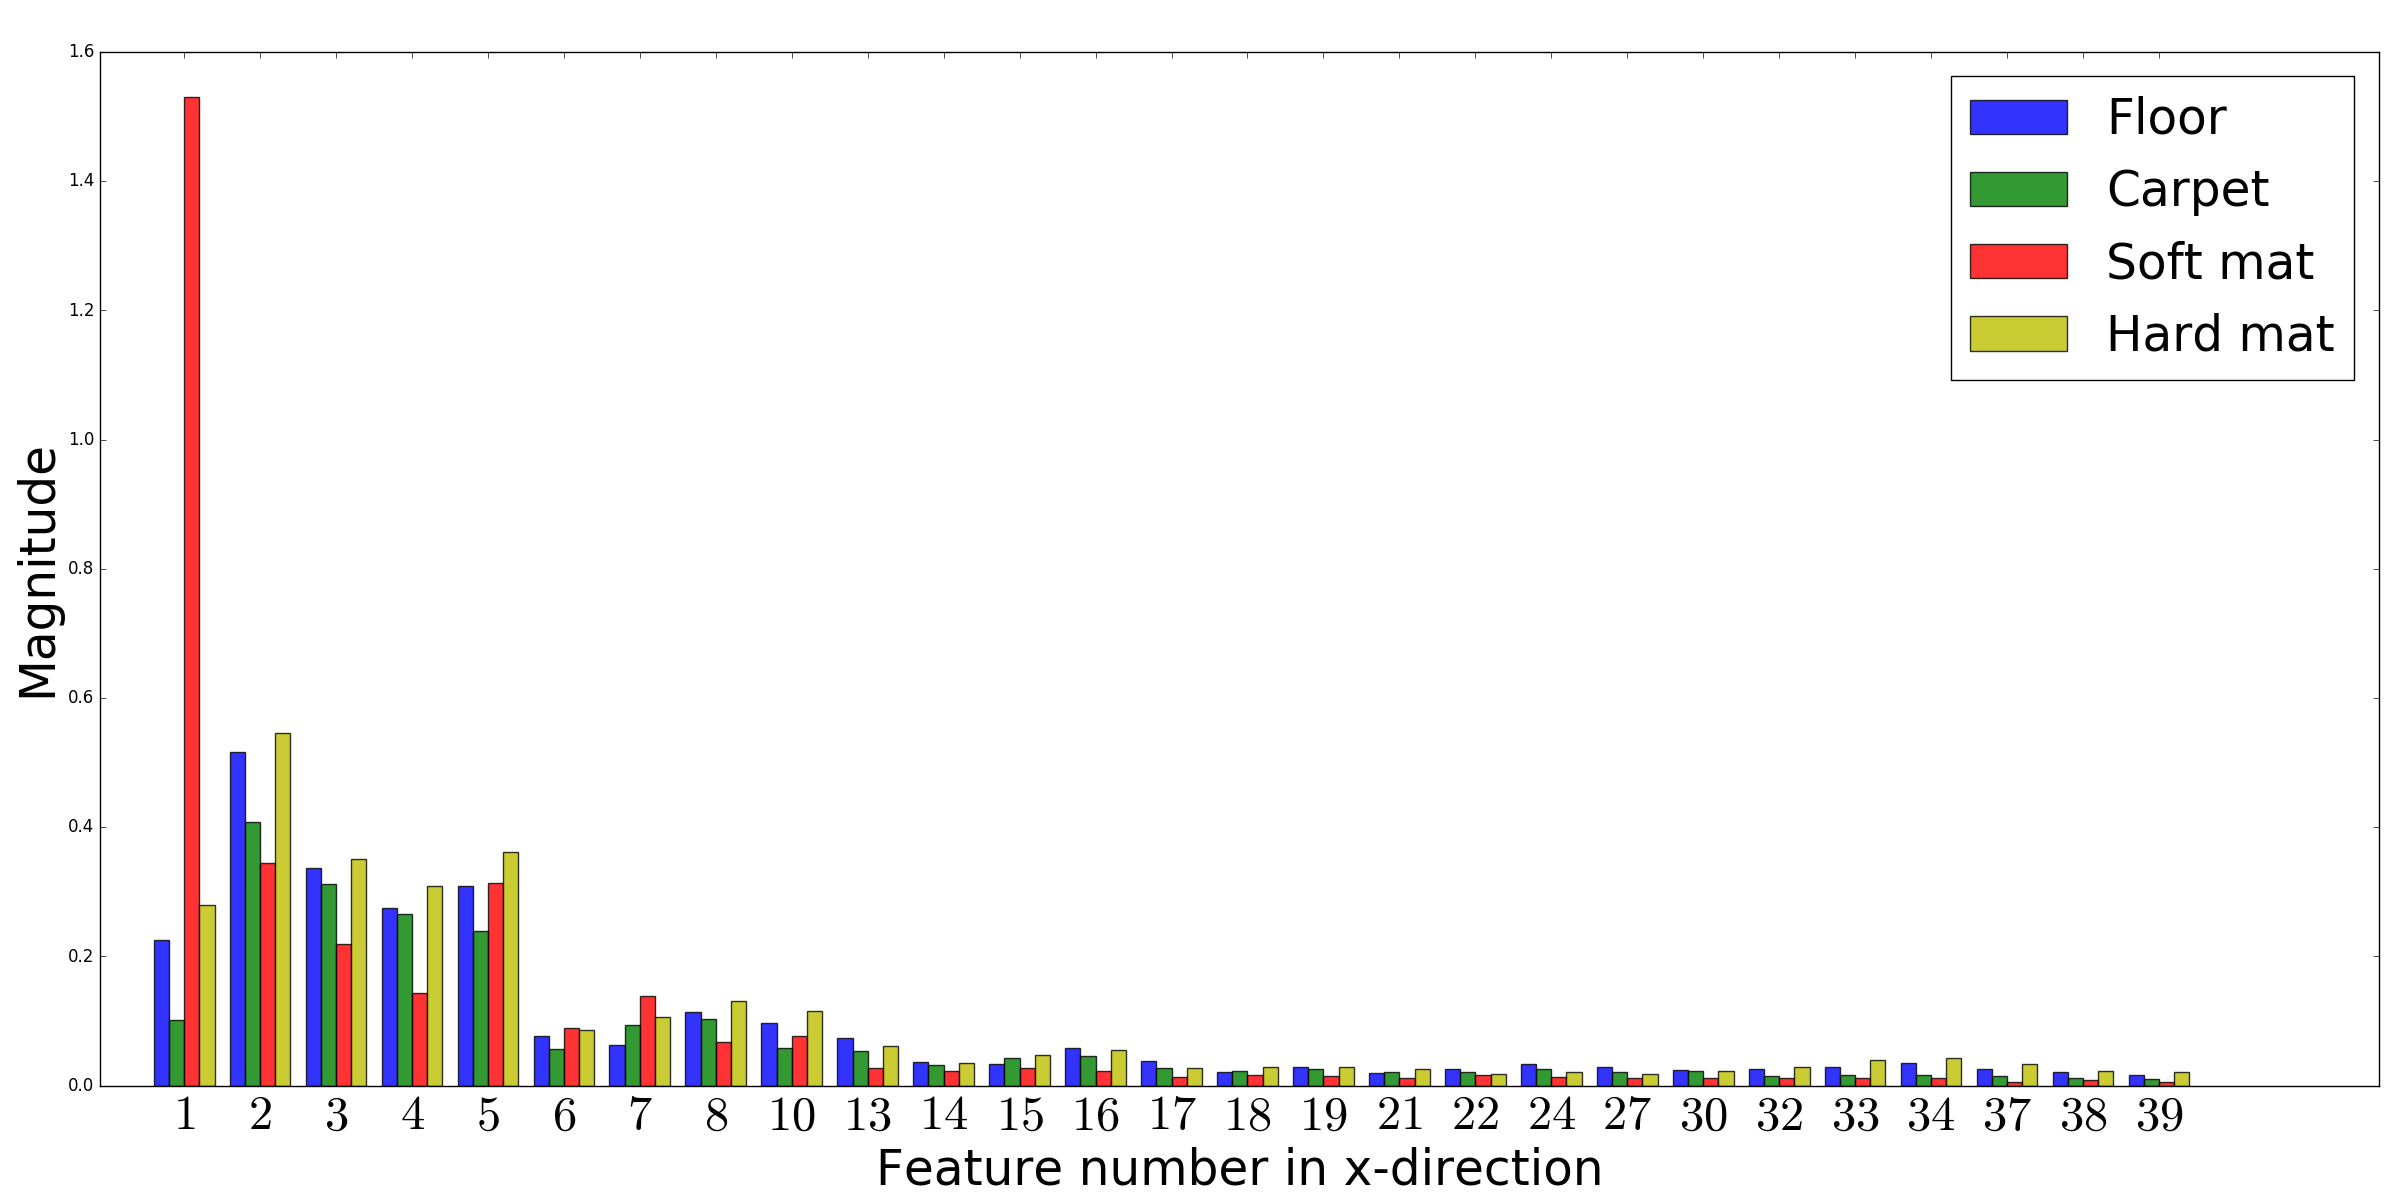 1.6
1.4
1.2
1.0
0.8
0.6
0.4
0.2
0.0
Magnitude
Floor
Carpet
Soft mat
Hard mat
1 2 3 4 5 6 7 8 10 13 14 15 16 17 18 19 21 22 24 27 30 32 33 34 37 38 39
Feature number in x-direction